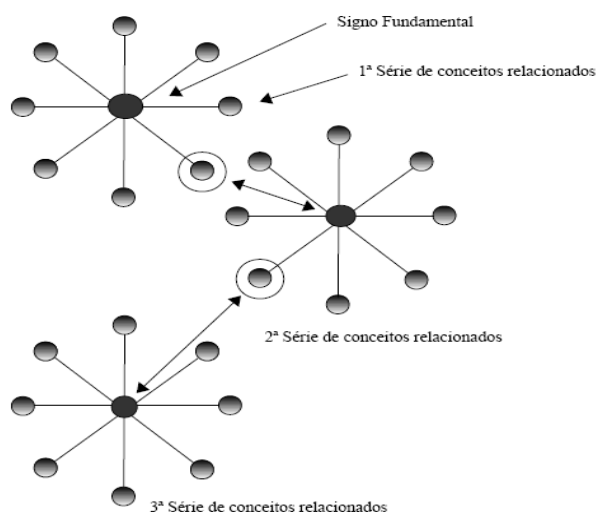 Signo Fundamental
1ª Série de conceitos relacionados
2ª Série de conceitos relacionados
3ª Série de conceitos relacionados